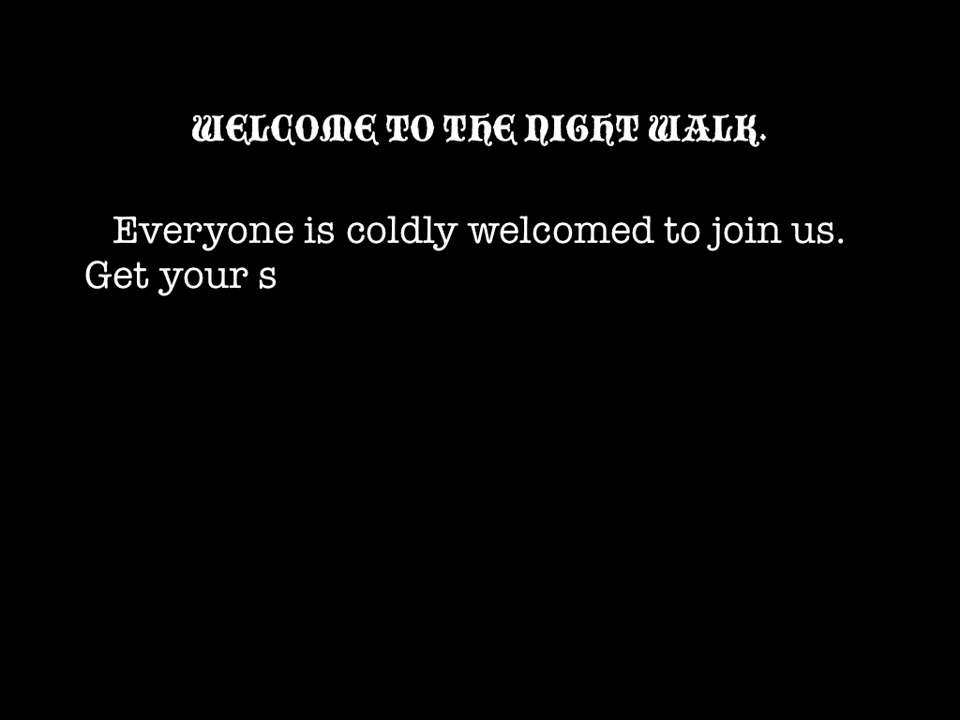 WELCOME TO THE NIGHT WALK.
Everyone is coldly welcomed to join us.
Get your s